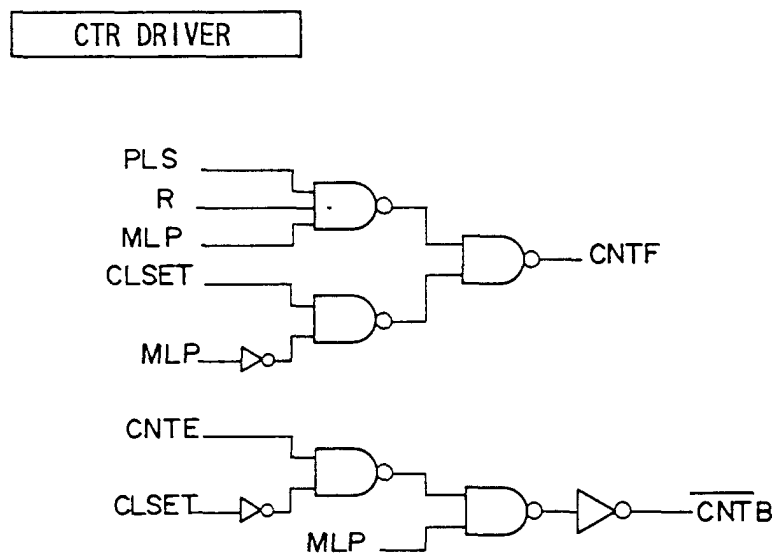 CTR DRIVER
PLS
R
MLP
CLSET
MLP
CNTF
CNTE
CLSET
MLP
CNTB